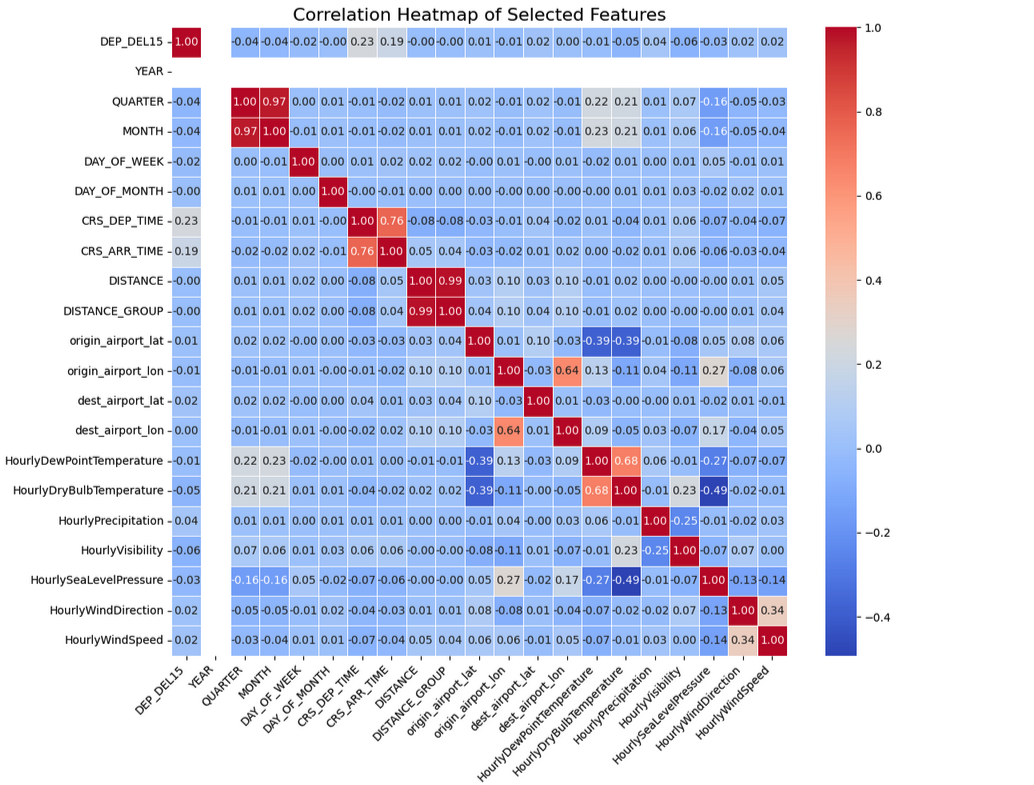 Correlation Heatmap of Selected Features
DEP_DEL15 1.00 -0.04 -0.04 -0.02 -0.00 0.23 0.19 -0.00 -0.00 0.01 -0.01 0.02 0.00 -0.01 -0.05 0.04 -0.06 -0.03 0.02 0.02
YEAR
QUARTER -0.04 1.00 0.97 0.00 0.01 -0.01 -0.02 0.01 0.01 0.02 -0.01 0.02 -0.01 0.22 0.21 0.01 0.07 -0.16 -0.05 -0.03
MONTH -0.04 0.97 1.00 -0.01 0.01 -0.01 -0.02 0.01 0.01 0.02 -0.01 0.02 -0.01 0.23 0.21 0.01 0.06 -0.16 -0.05 -0.04
DAY_OF_WEEK -0.02 0.00 -0.01 1.00 0.00 0.01 0.02 0.02 0.02 -0.00 0.01 -0.00 0.01 -0.02 0.01 0.00 0.01 0.05 -0.01 0.01
DAY_OF_MONTH -0.00 0.01 0.01 0.00 1.00 -0.00 -0.01 0.00 0.00 0.00 -0.00 0.00 -0.00 -0.00 0.01 0.01 0.03 -0.02 0.02 0.01
CRS_DEP_TIME 0.23 -0.01 -0.01 0.01 -0.00 1.00 0.76 -0.08 -0.08 -0.03 -0.01 0.04 -0.02 0.01 -0.04 0.01 0.06 -0.07 -0.04 -0.07
CRS_ARR_TIME 0.19 -0.02 -0.02 0.02 -0.01 0.76 1.00 0.05 0.04 -0.03 -0.02 0.01 0.02 0.00 -0.02 0.01 0.06 -0.06 -0.03 -0.04
DISTANCE -0.00 0.01 0.01 0.02 0.00 -0.08 0.05 1.00 0.99 0.03 0.10 0.03 0.10 -0.01 0.02 0.00 -0.00 -0.00 0.01 0.05
DISTANCE_GROUP -0.00 0.01 0.01 0.02 0.00 -0.08 0.04 0.99 1.00 0.04 0.10 0.04 0.10 -0.01 0.02 0.00 -0.00 -0.00 0.01 0.04
origin_airport_lat 0.01 0.02 0.02 -0.00 0.00 -0.03 -0.03 0.03 0.04 1.00 0.01 0.10 -0.03 -0.39 -0.39 -0.01 -0.08 0.05 0.08 0.06
origin_airport_lon -0.01 -0.01 -0.01 0.01 -0.00 -0.01 -0.02 0.10 0.10 0.01 1.00 -0.03 0.64 0.13 -0.11 0.04 -0.11 0.27 -0.08 0.06
dest_airport_lat 0.02 0.02 0.02 -0.00 0.00 0.04 0.01 0.03 0.04 0.10 -0.03 1.00 0.01 -0.03 -0.00 -0.00 0.01 -0.02 0.01 -0.01
dest_airport_lon 0.00 -0.01 -0.01 0.01 -0.00 -0.02 0.02 0.10 0.10 -0.03 0.64 0.01 1.00 0.09 -0.05 0.03 -0.07 0.17 -0.04 0.05
HourlyDewPointTemperature -0.01 0.22 0.23 -0.02 -0.00 0.01 0.00 -0.01 -0.01 -0.39 0.13 -0.03 0.09 1.00 0.68 0.06 -0.01 -0.27 -0.07 -0.07
HourlyDryBulbTemperature -0.05 0.21 0.21 0.01 0.01 -0.04 -0.02 0.02 0.02 -0.39 -0.11 -0.00 -0.05 0.68 1.00 -0.01 0.23 -0.49 -0.02 -0.01
HourlyPrecipitation 0.04 0.01 0.01 0.00 0.01 0.01 0.01 0.00 0.00 -0.01 0.04 -0.00 0.03 0.06 -0.01 1.00 -0.25 -0.01 -0.02 0.03
HourlyVisibility -0.06 0.07 0.06 0.01 0.03 0.06 0.06 -0.00 -0.00 -0.08 -0.11 0.01 -0.07 -0.01 0.23 -0.25 1.00 -0.07 0.07 0.00
HourlySeaLevelPressure -0.03 -0.16 -0.16 0.05 -0.02 -0.07 -0.06 -0.00 -0.00 0.05 0.27 -0.02 0.17 -0.27 -0.49 -0.01 -0.07 1.00 -0.13 -0.14
HourlyWindDirection 0.02 -0.05 -0.05 -0.01 0.02 -0.04 -0.03 0.01 0.01 0.08 -0.08 0.01 -0.04 -0.07 -0.02 -0.02 0.07 -0.13 1.00 0.34
HourlyWindSpeed 0.02 -0.03 -0.04 0.01 0.01 -0.07 -0.04 0.05 0.04 0.06 0.06 -0.01 0.05 -0.07 -0.01 0.03 0.00 -0.14 0.34 1.00
DEP_DEL15
YEAR
QUARTER
MONTH
DAY_OF_WEEK
DAY_OF_MONTH
CRS_DEP_TIME
CRS_ARR_TIME
DISTANCE
DISTANCE_GROUP
origin_airport_lat
origin_airport_lon
dest_airport_lat
dest_airport_lon
HourlyDewPointTemperature
HourlyDryBulbTemperature
HourlyPrecipitation
HourlyVisibility
HourlySeaLevelPressure
HourlyWindDirection
HourlyWindSpeed
1.0
0.8
0.6
0.4
0.2
0.0
−0.2
−0.4